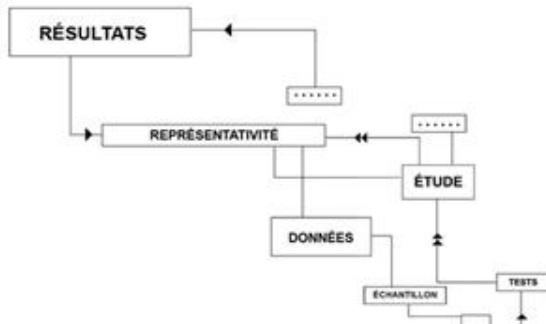 RÉSULTATS
......
......
REPRÉSENTATIVITÉ
ÉTUDE
DONNÉES
TESTS
ÉCHANTILLON